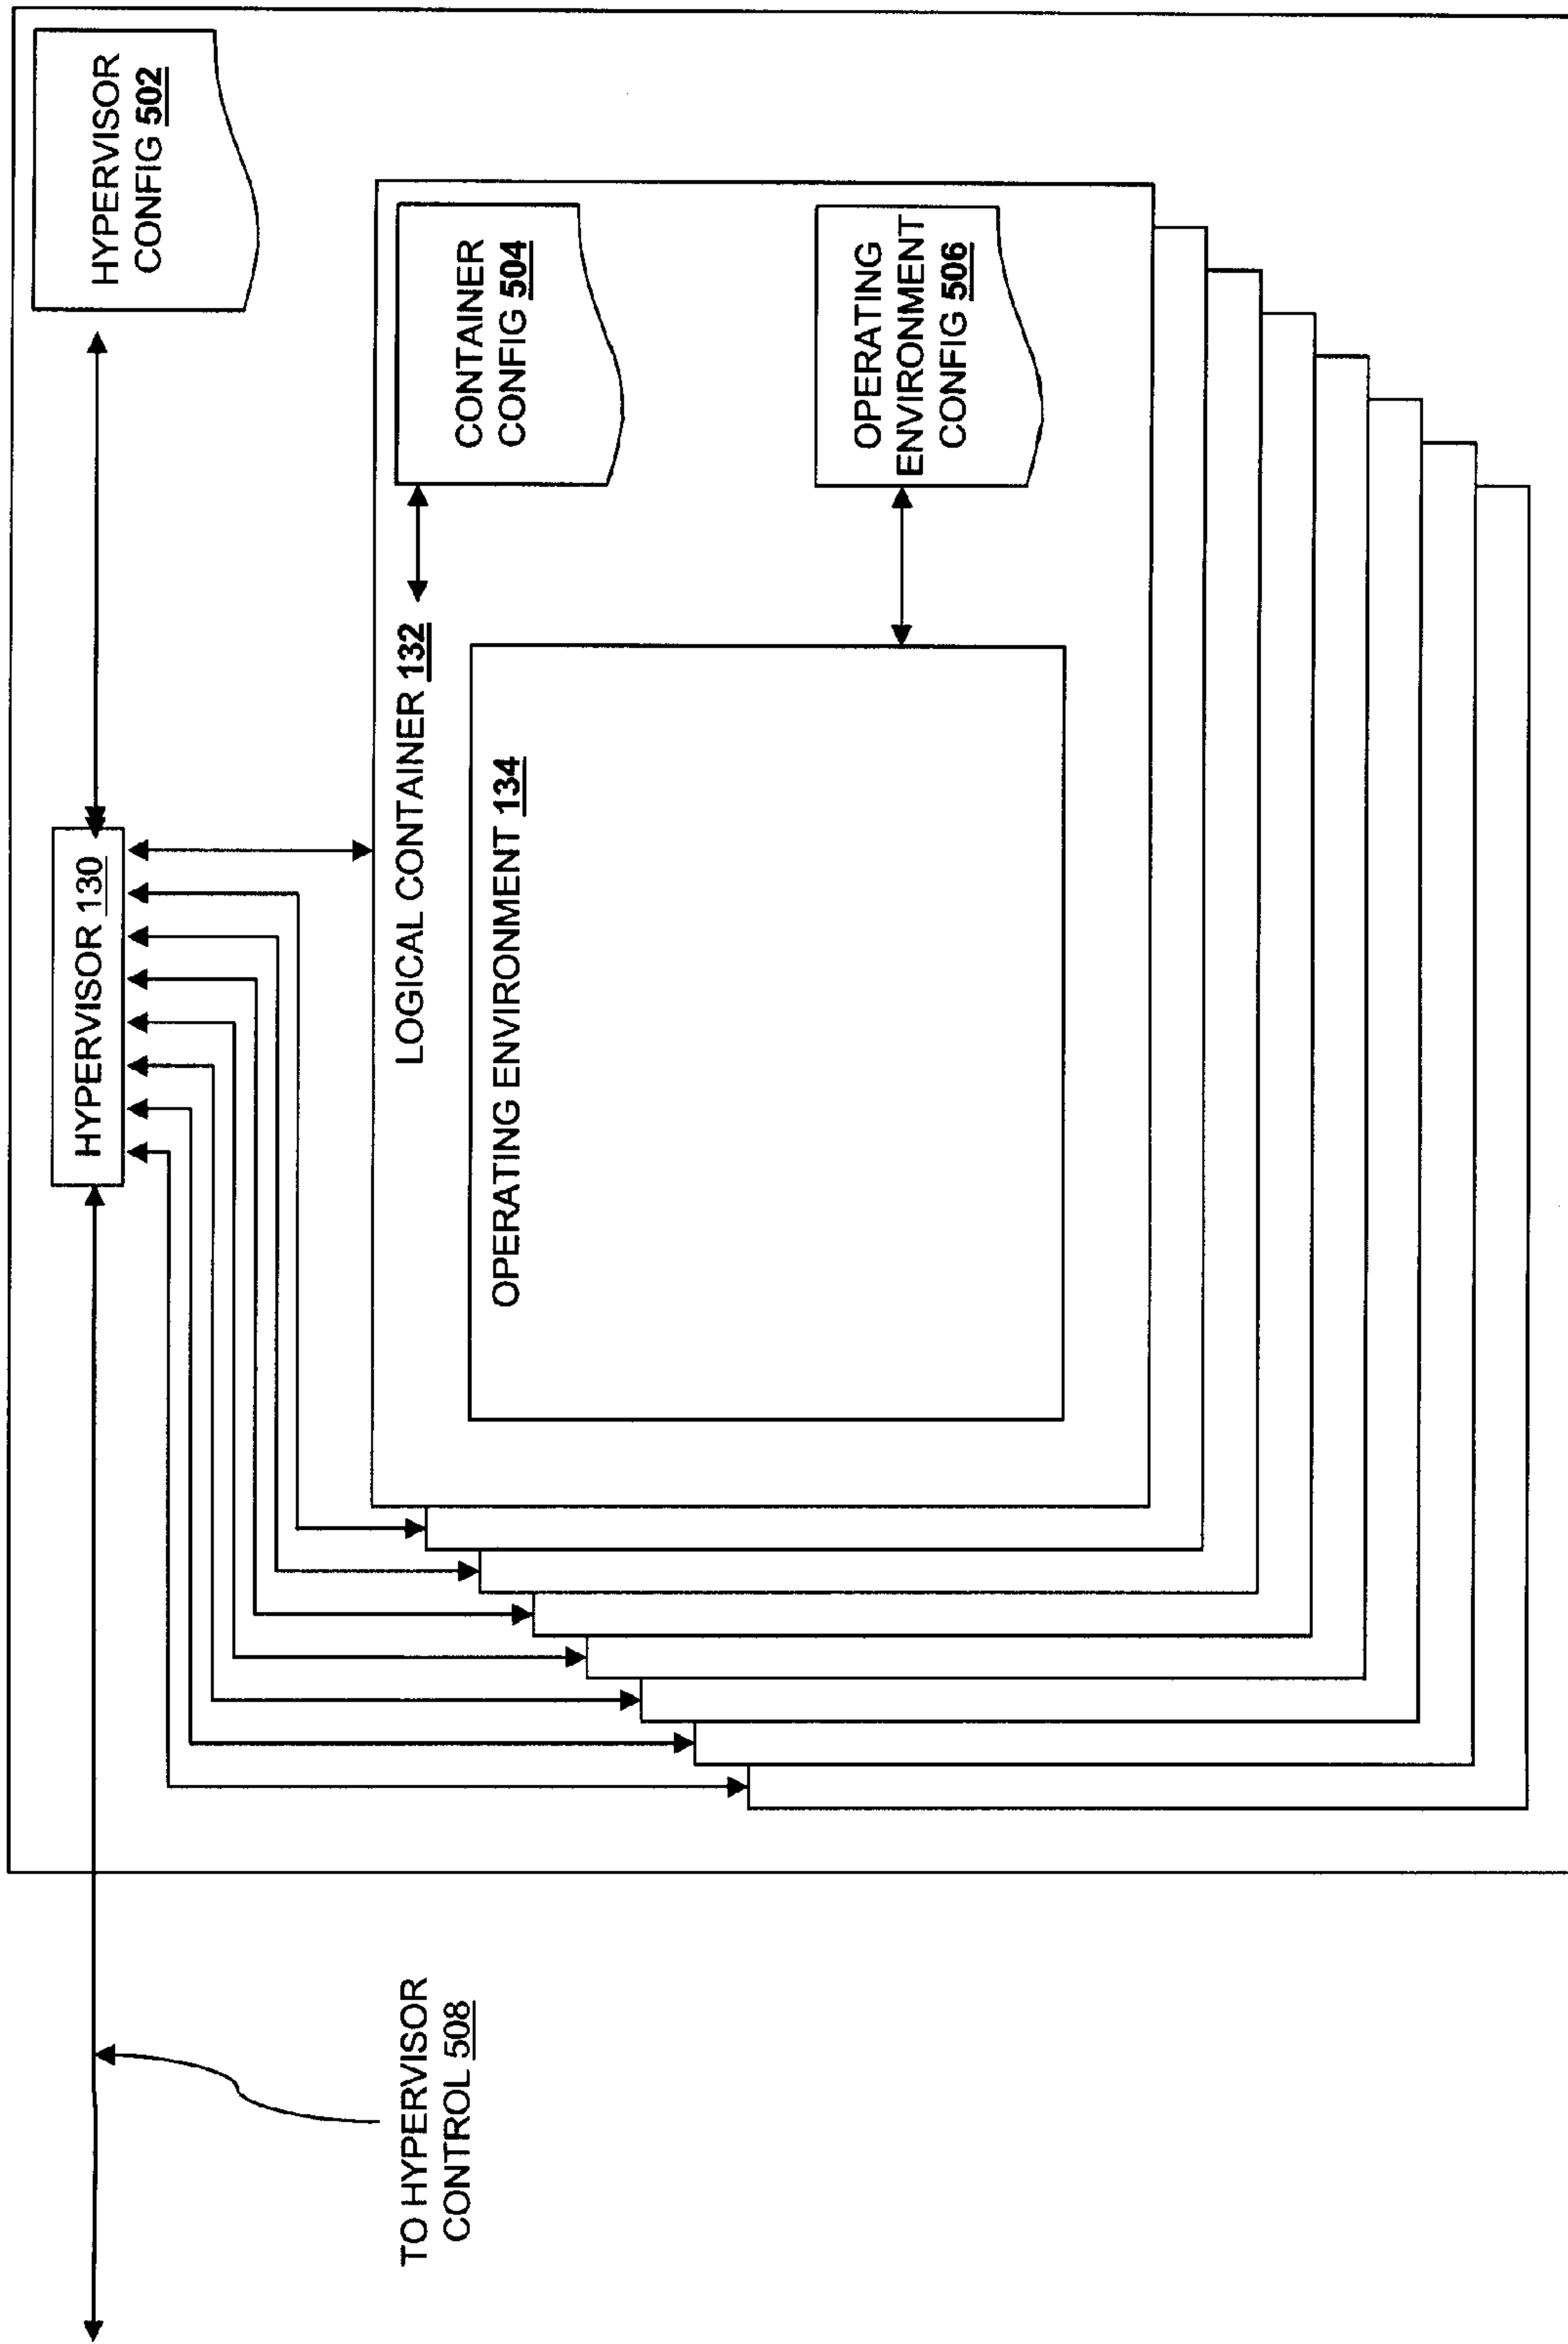 HYPERVISOR
CONFIG 502
HYPERVISOR 130
TO HYPERVISOR
CONTROL 508
LOGICAL CONTAINER 132
CONTAINER
CONFIG 504
OPERATING ENVIRONMENT 134
OPERATING
ENVIRONMENT
CONFIG 506